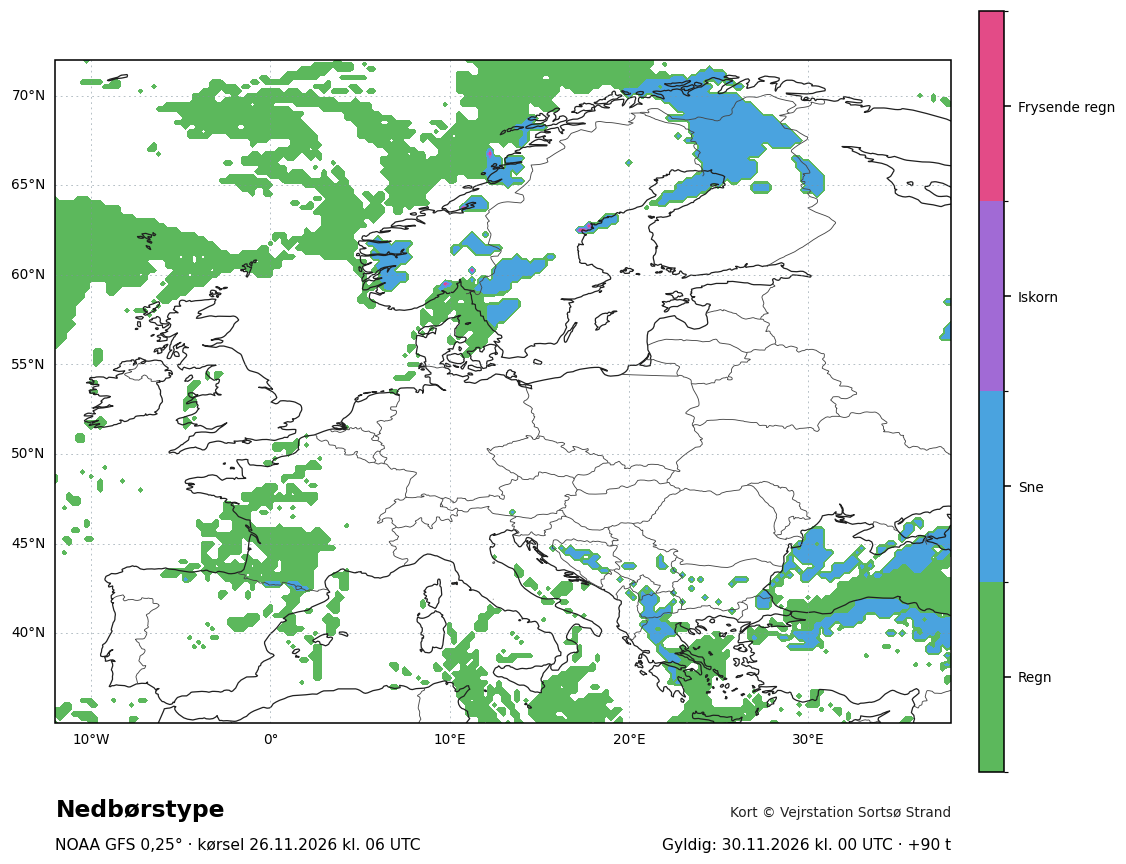 70°N
65°N
60°N
55°N
50°N
45°N
40°N
10°W
0°
10°E
20°E
30°E
Frysende regn
Iskorn
Sne
Regn
Nedbørstype
Kort © Vejrstation Sortsø Strand
NOAA GFS 0,25° · kørsel 26.11.2026 kl. 06 UTC
Gyldig: 30.11.2026 kl. 00 UTC · +90 t